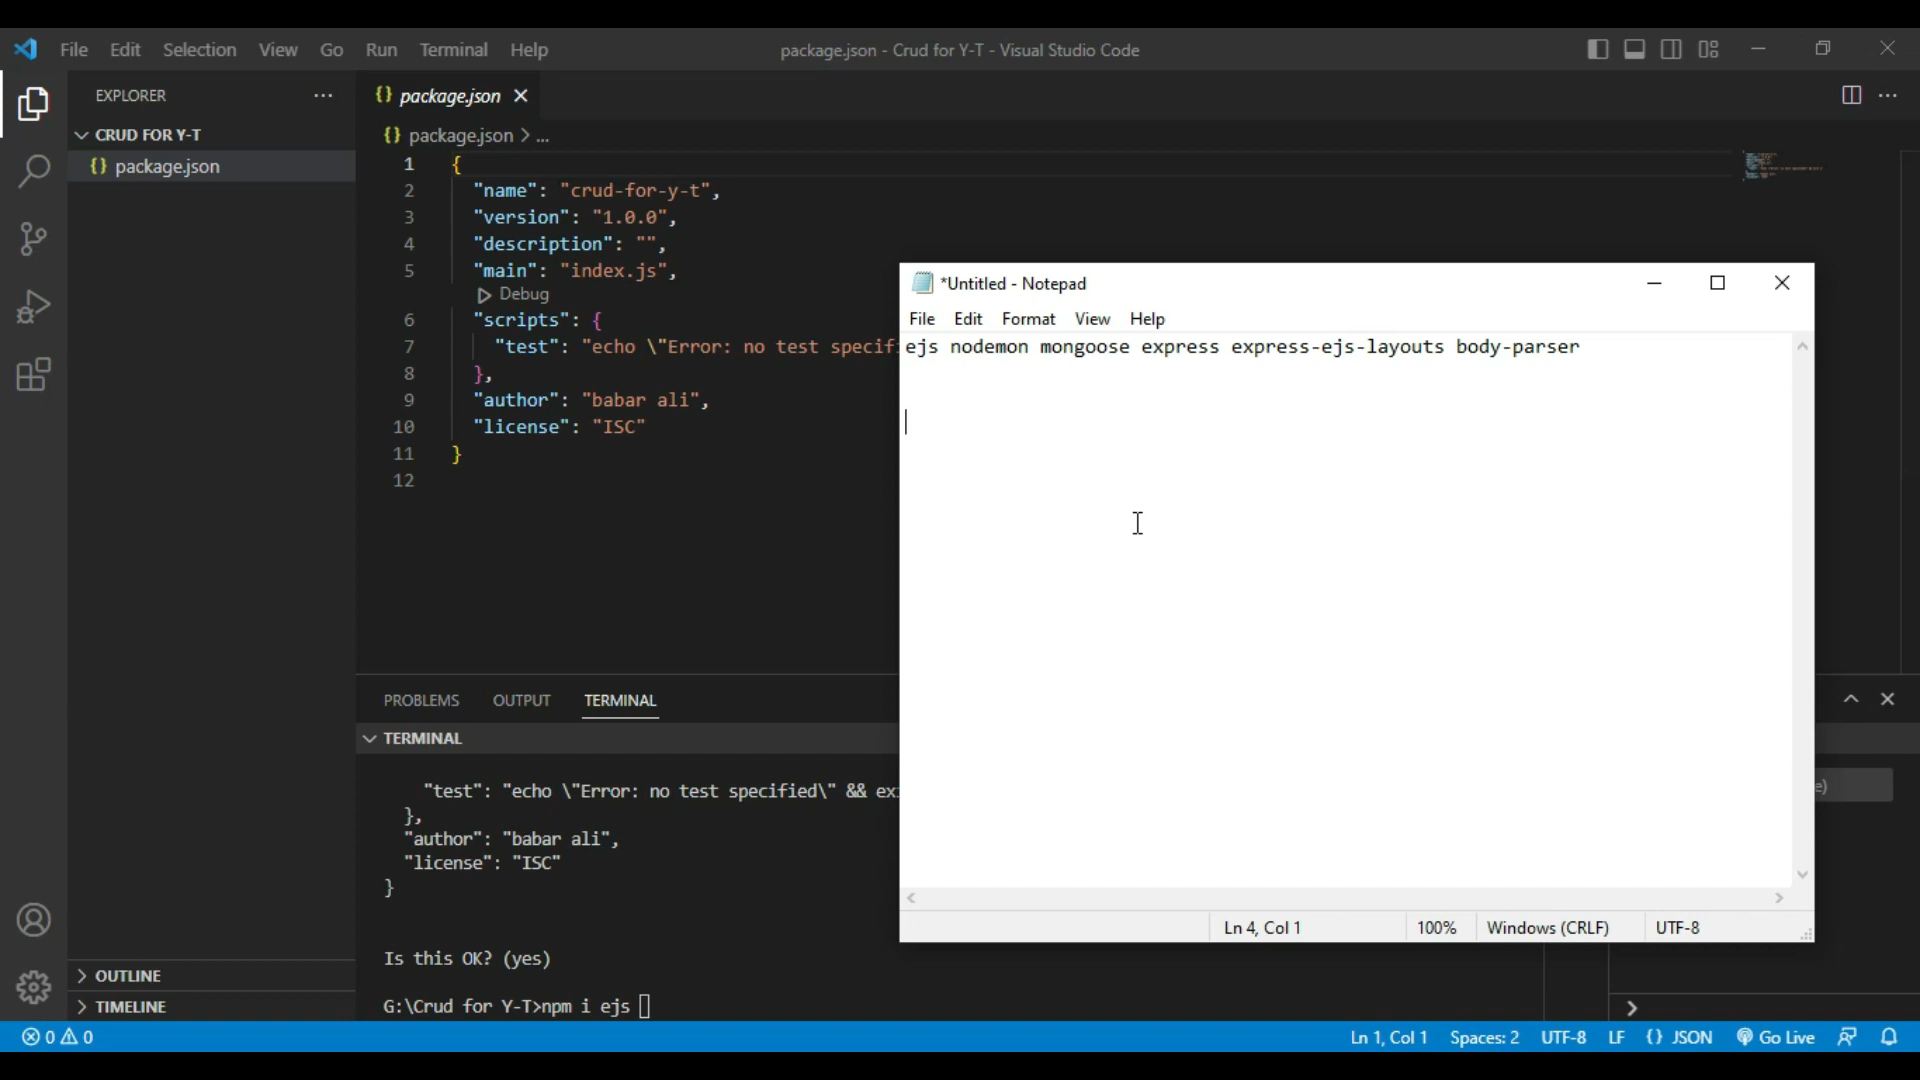 File Edit Selection View Go Run Terminal Help
package.json - Crud for Y-T - Visual Studio Code
EXPLORER
CRUD FOR Y-T
{} package.json
OUTLINE
TIMELINE
{} package.json
{} package.json > ...
1 {
2 "name": "crud-for-y-t",
3 "version": "1.0.0",
4 "description": "",
5 "main": "index.js",
Debug
6 "scripts": {
7 "test": "echo \"Error: no test specif
8 },
9 "author": "babar ali",
10 "license": "ISC"
11 }
12
*Untitled - Notepad
File Edit Format View Help
ejs nodemon mongoose express express-ejs-layouts body-parser
Ln 4, Col 1 100% Windows (CRLF) UTF-8
PROBLEMS OUTPUT TERMINAL
TERMINAL
"test": "echo \"Error: no test specified\" && ex
},
"author": "babar ali",
"license": "ISC"
}
Is this OK? (yes)
G:\Crud for Y-T>npm i ejs
0 0
Ln 1, Col 1 Spaces: 2 UTF-8 LF {} JSON Go Live